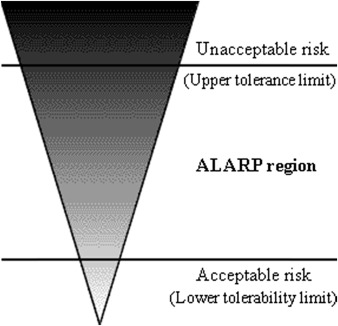 Unacceptable risk
(Upper tolerance limit)
ALARP region
Acceptable risk
(Lower tolerability limit)